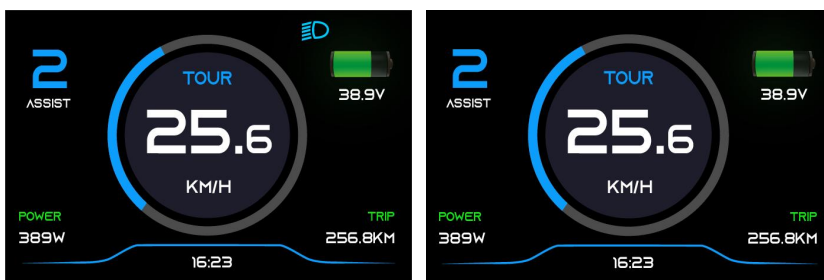 2
ASSIST
TOUR
25.6
KM/H
38.9V
POWER
389W
TRIP
256.8KM
16:23
2
ASSIST
TOUR
25.6
KM/H
38.9V
POWER
389W
TRIP
256.8KM
16:23